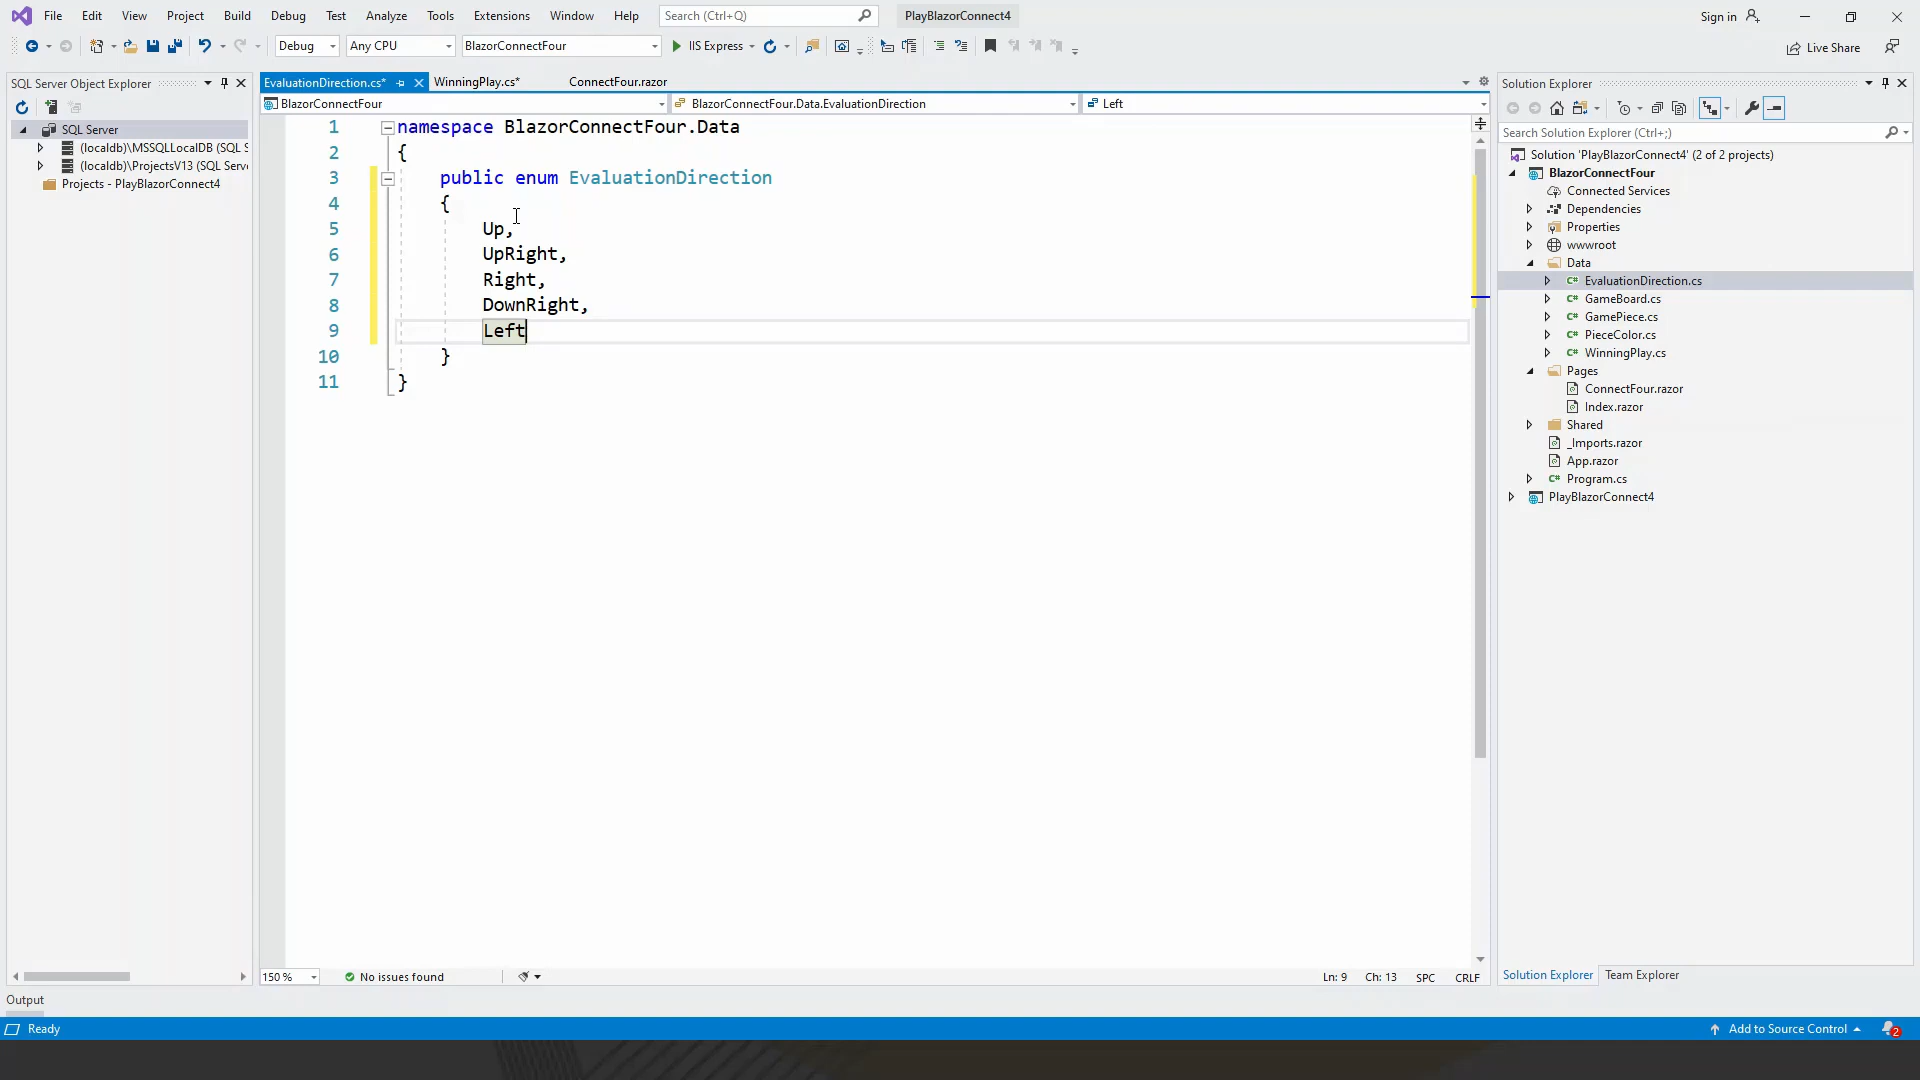 File Edit View Project Build Debug Test Analyze Tools Extensions Window Help Search (Ctrl+Q) PlayBlazorConnect4 Sign in
Debug Any CPU BlazorConnectFour IIS Express Live Share
SQL Server Object Explorer
SQL Server
(localdb)\MSSQLLocalDB (SQL S
(localdb)\ProjectsV13 (SQL Serve
Projects - PlayBlazorConnect4
EvaluationDirection.cs* WinningPlay.cs* ConnectFour.razor
BlazorConnectFour BlazorConnectFour.Data.EvaluationDirection Left
1 namespace BlazorConnectFour.Data
2 {
3 public enum EvaluationDirection
4 {
5 Up,
6 UpRight,
7 Right,
8 DownRight,
9 Left
10 }
11 }
150 % No issues found Ln: 9 Ch: 13 SPC CRLF
Solution Explorer
Search Solution Explorer (Ctrl+;)
Solution 'PlayBlazorConnect4' (2 of 2 projects)
BlazorConnectFour
Connected Services
Dependencies
Properties
wwwroot
Data
C# EvaluationDirection.cs
C# GameBoard.cs
C# GamePiece.cs
C# PieceColor.cs
C# WinningPlay.cs
Pages
ConnectFour.razor
Index.razor
Shared
_Imports.razor
App.razor
C# Program.cs
PlayBlazorConnect4
Solution Explorer Team Explorer
Output
Ready Add to Source Control 2